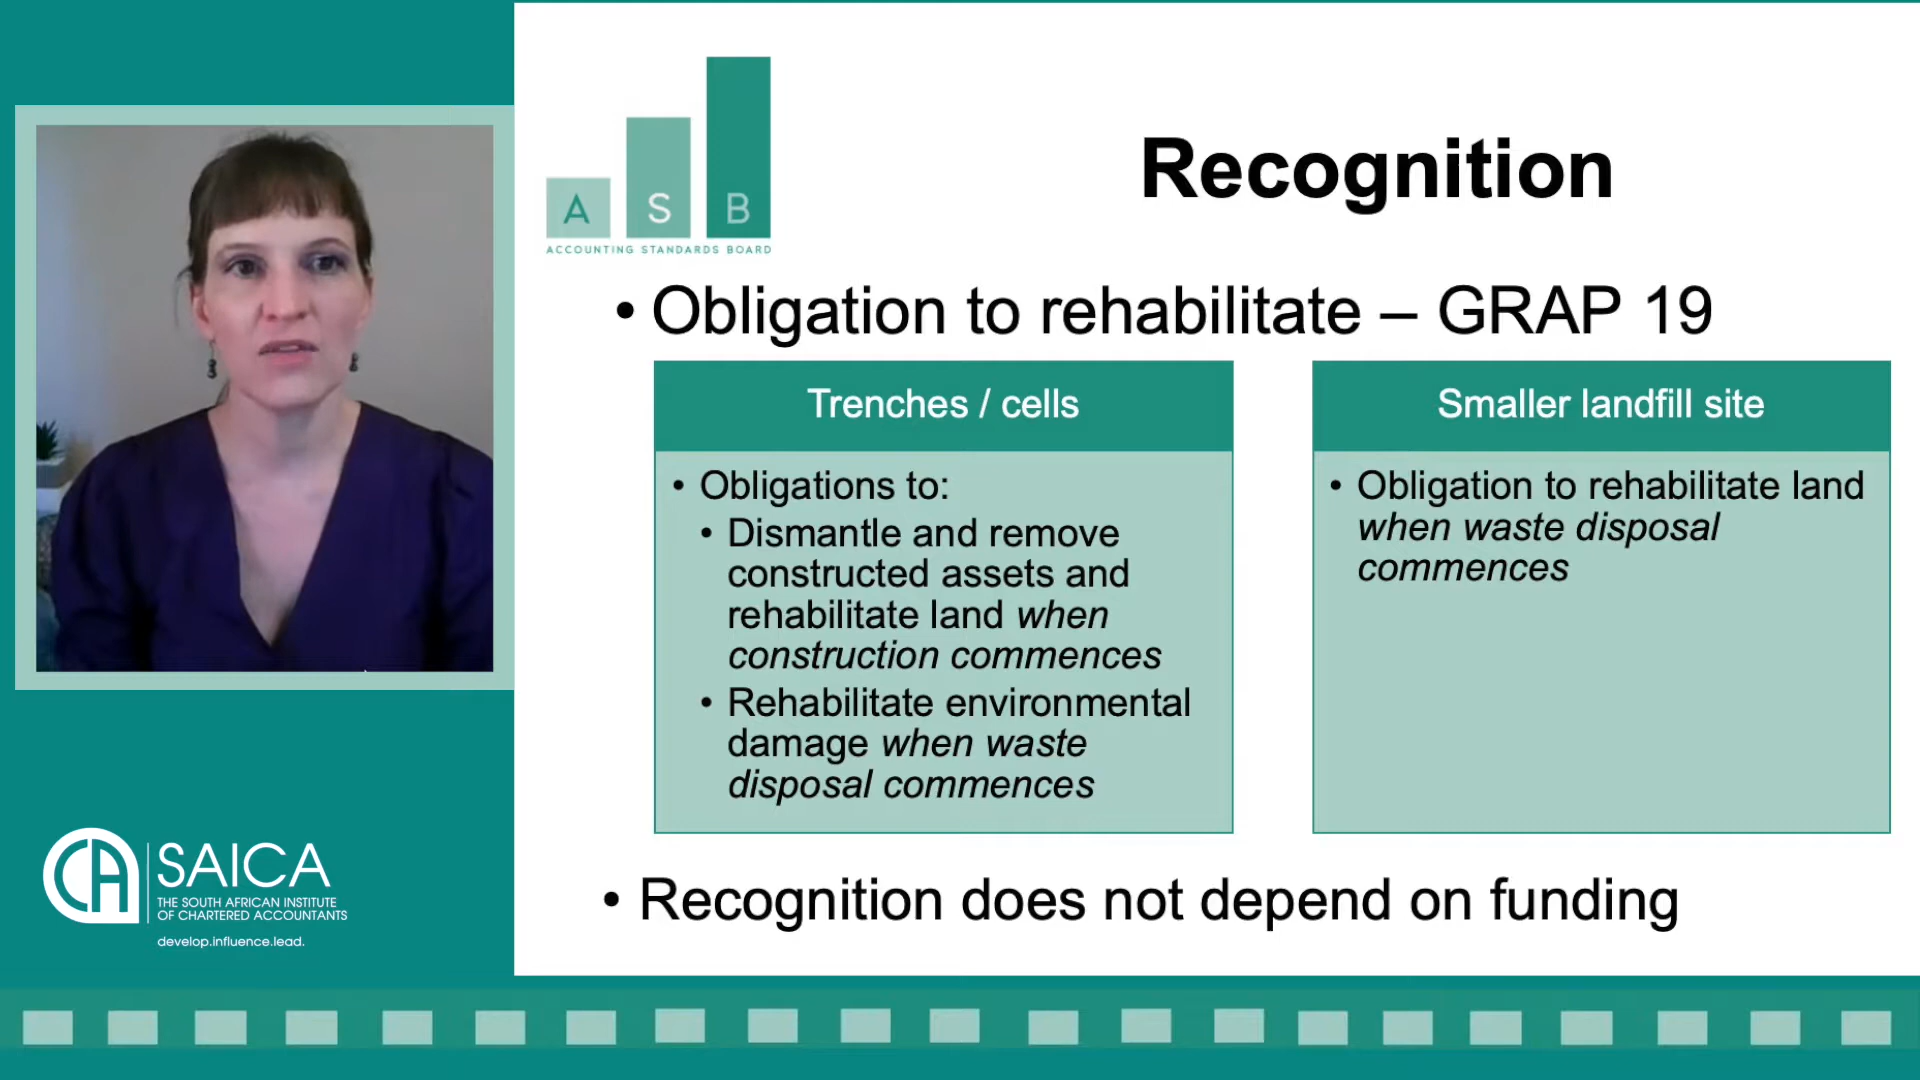 A S B
ACCOUNTING STANDARDS BOARD
Recognition
• Obligation to rehabilitate – GRAP 19
Trenches / cells
• Obligations to:
• Dismantle and remove
constructed assets and
rehabilitate land when
construction commences
• Rehabilitate environmental
damage when waste
disposal commences
Smaller landfill site
• Obligation to rehabilitate land
when waste disposal
commences
• Recognition does not depend on funding
CA
SAICA
THE SOUTH AFRICAN INSTITUTE
OF CHARTERED ACCOUNTANTS
develop.influence.lead.